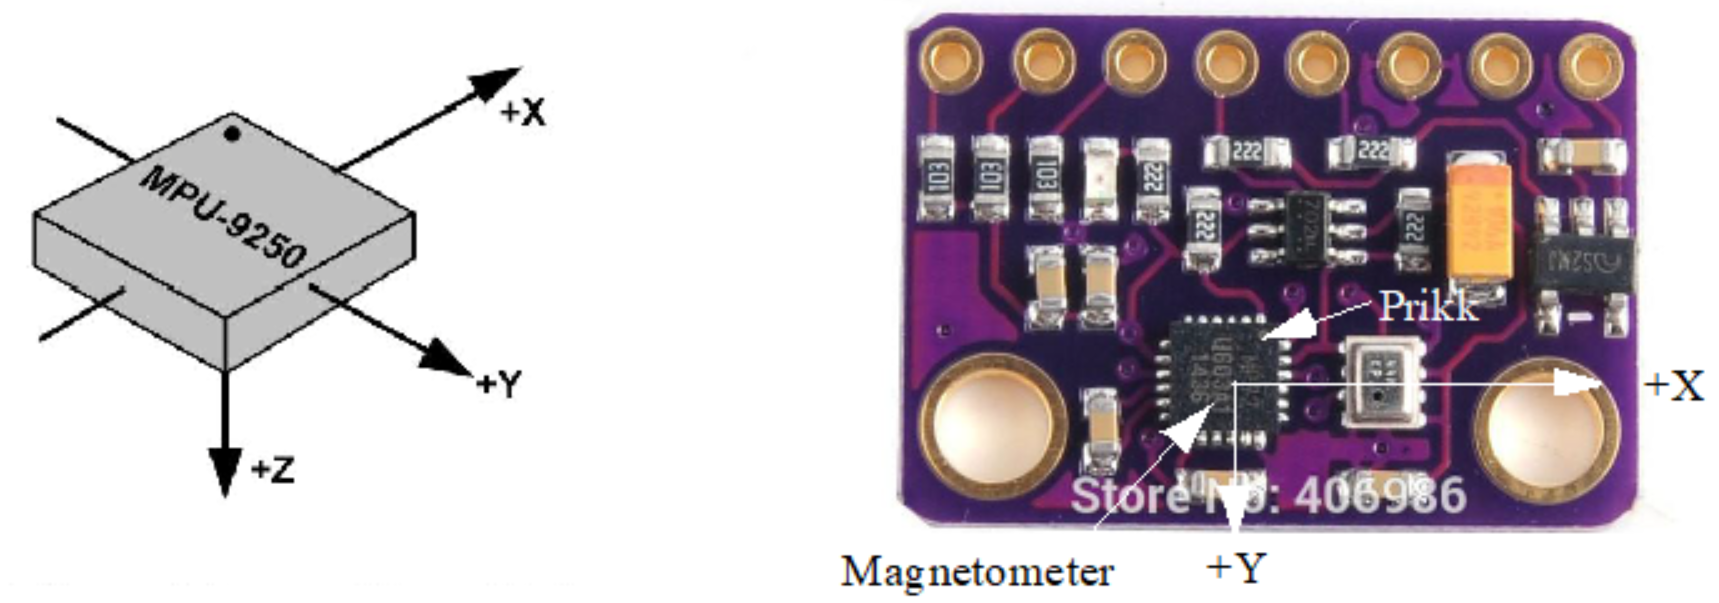 +X
MPU-9250
+Y
+Z
103
103
103
222
222
222
222
222
Prikk
+X
Store No: 406986
Magnetometer
+Y